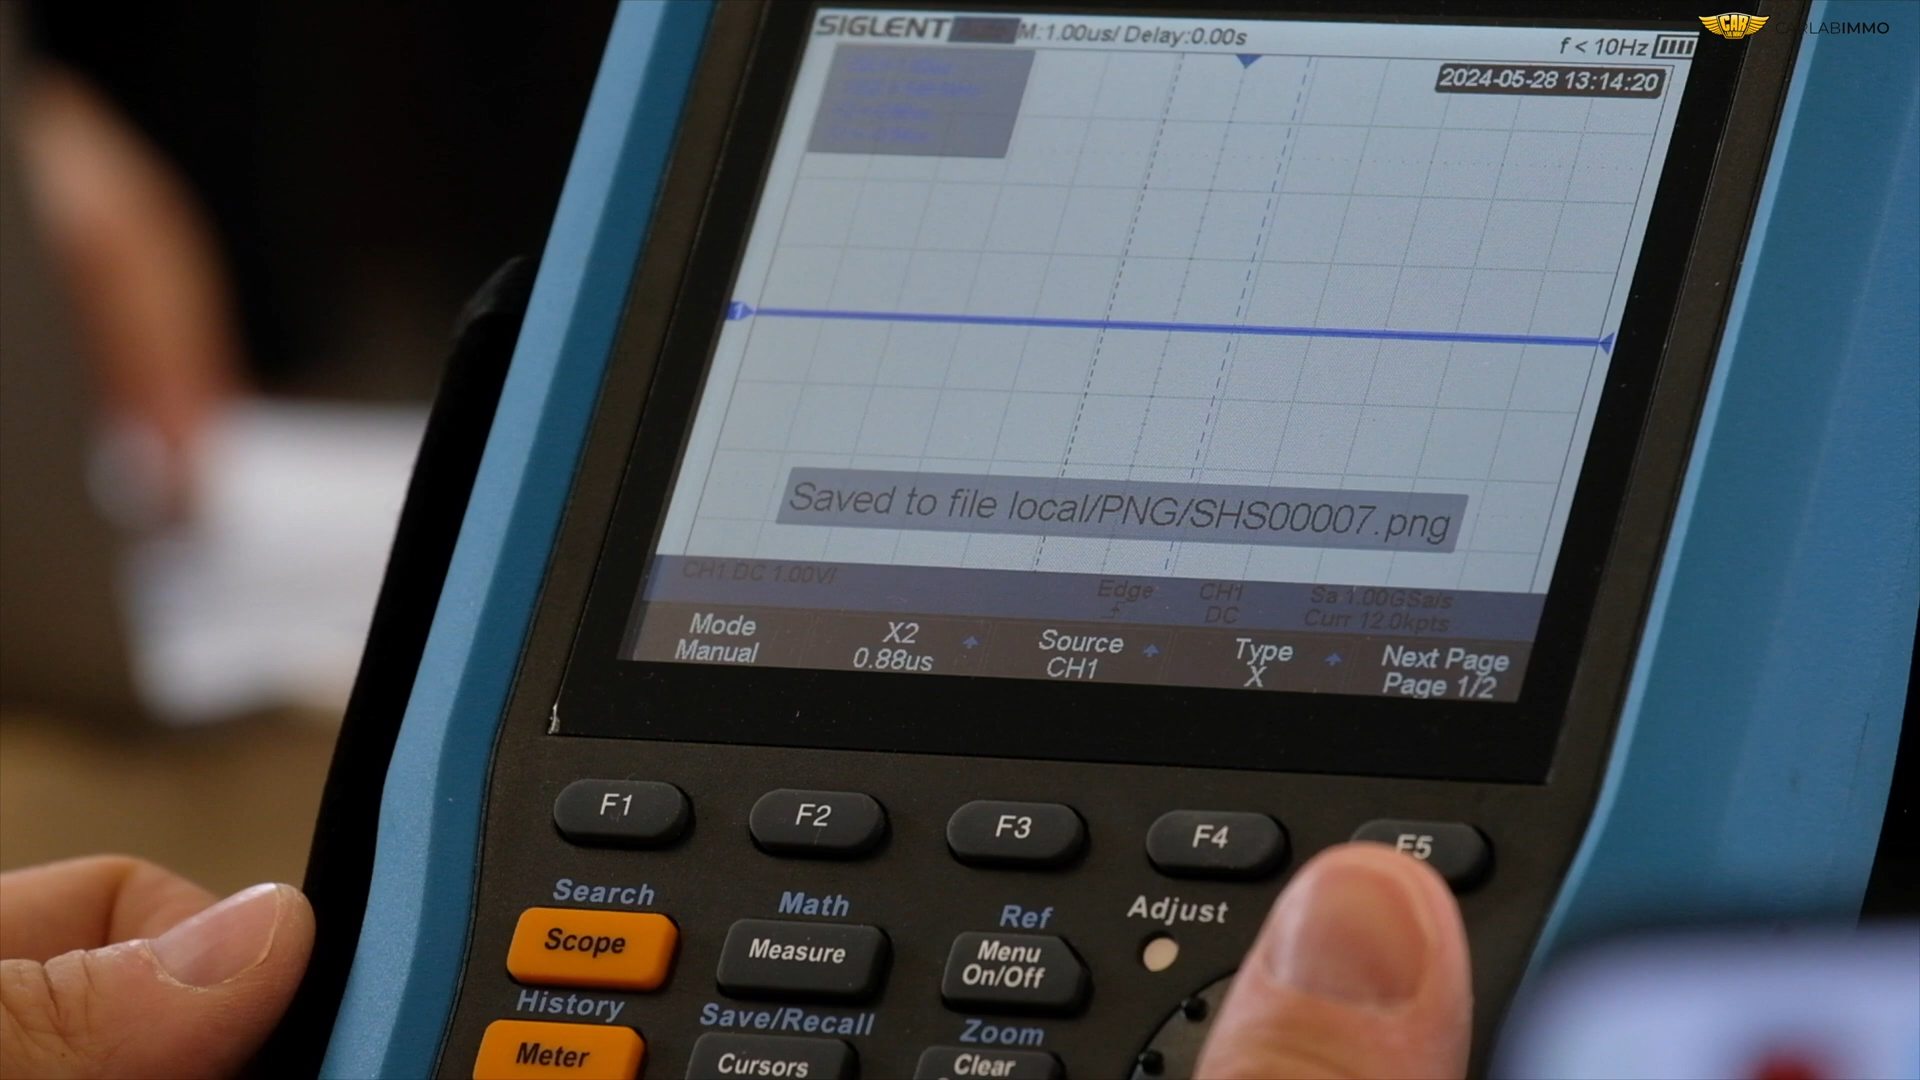 SIGLENT M:1.00us/ Delay:0.00s
f < 10Hz
CARLABIMMO
CAR
2024-05-28 13:14:20
1
Saved to file local/PNG/SHS00007.png
CH1 DC 1.00V/
Edge CH1 Sa 1.00GSa/s
DC Curr 12.0kpts
Mode X2 Source Type Next Page
Manual 0.88us CH1 X Page 1/2
F1 F2 F3 F4 F5
Search Math Ref Adjust
Scope Measure Menu On/Off
History Save/Recall Zoom
Meter Cursors Clear